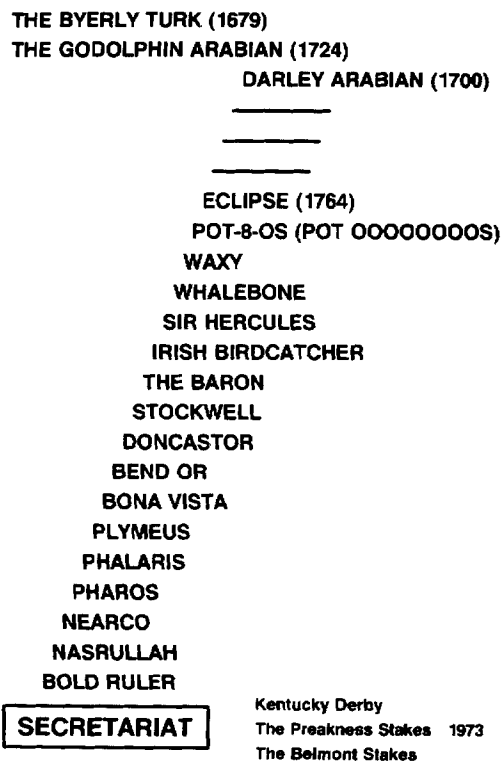 THE BYERLY TURK (1679)
THE GODOLPHIN ARABIAN (1724)
DARLEY ARABIAN (1700)
ECLIPSE (1764)
POT-8-OS (POT OOOOOOOOS)
WAXY
WHALEBONE
SIR HERCULES
IRISH BIRDCATCHER
THE BARON
STOCKWELL
DONCASTOR
BEND OR
BONA VISTA
PLYMEUS
PHALARIS
PHAROS
NEARCO
NASRULLAH
BOLD RULER
SECRETARIAT
Kentucky Derby
The Preakness Stakes 1973
The Belmont Stakes